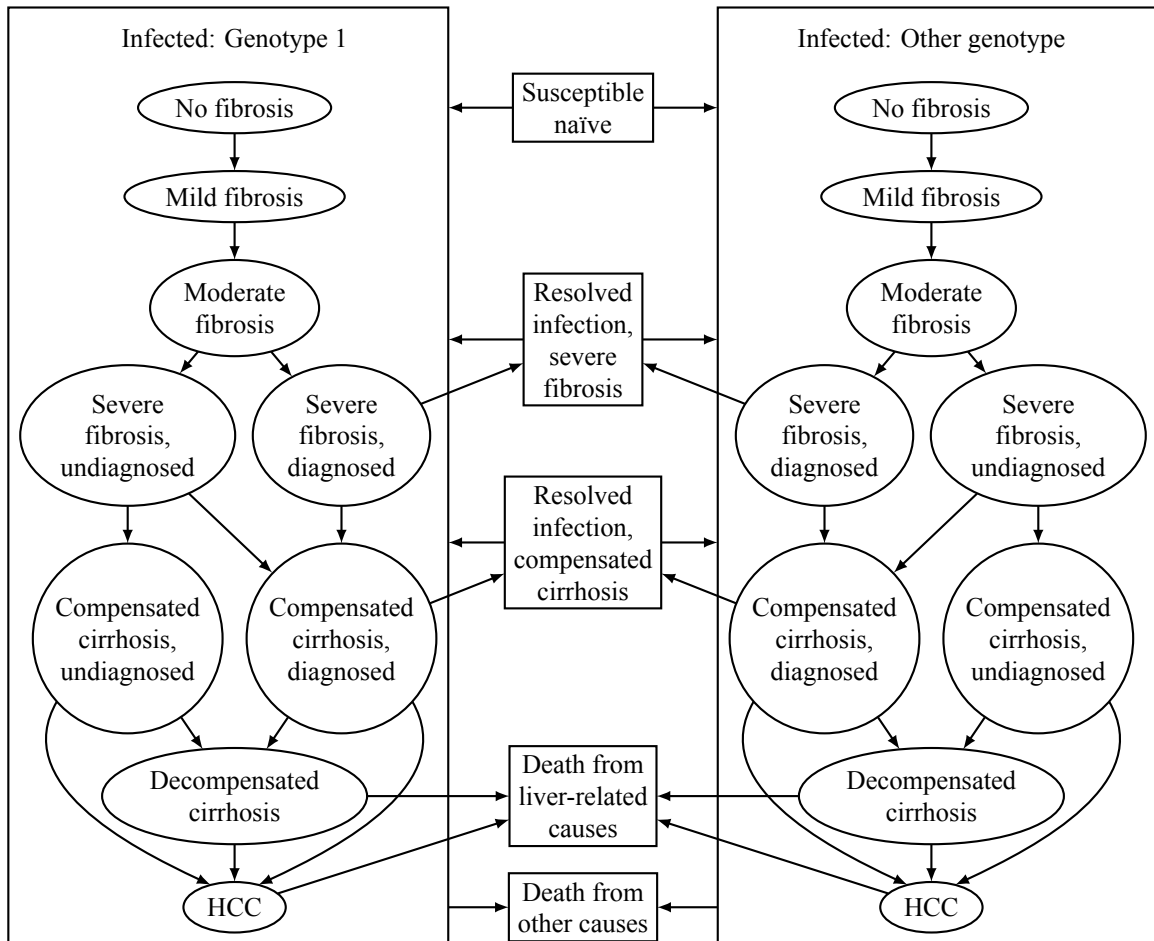 Infected: Genotype 1
No fibrosis
Mild fibrosis
Moderate
fibrosis
Severe
fibrosis,
undiagnosed
Severe
fibrosis,
diagnosed
Compensated
cirrhosis,
undiagnosed
Compensated
cirrhosis,
diagnosed
Decompensated
cirrhosis
HCC
Susceptible
naïve
Resolved
infection,
severe
fibrosis
Resolved
infection,
compensated
cirrhosis
Death from
liver-related
causes
Death from
other causes
Infected: Other genotype
No fibrosis
Mild fibrosis
Moderate
fibrosis
Severe
fibrosis,
diagnosed
Severe
fibrosis,
undiagnosed
Compensated
cirrhosis,
diagnosed
Compensated
cirrhosis,
undiagnosed
Decompensated
cirrhosis
HCC